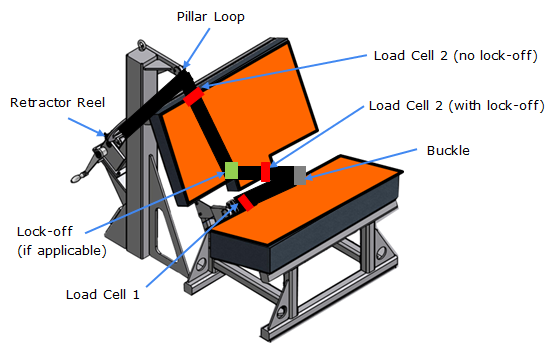 Pillar Loop
Load Cell 2 (no lock-off)
Retractor Reel
Load Cell 2 (with lock-off)
Buckle
Lock-off
(if applicable)
Load Cell 1